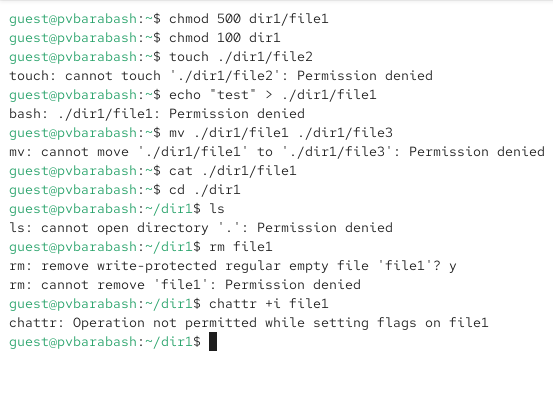 guest@pvbarabash:~$ chmod 500 dir1/file1
guest@pvbarabash:~$ chmod 100 dir1
guest@pvbarabash:~$ touch ./dir1/file2
touch: cannot touch './dir1/file2': Permission denied
guest@pvbarabash:~$ echo "test" > ./dir1/file1
bash: ./dir1/file1: Permission denied
guest@pvbarabash:~$ mv ./dir1/file1 ./dir1/file3
mv: cannot move './dir1/file1' to './dir1/file3': Permission denied
guest@pvbarabash:~$ cat ./dir1/file1
guest@pvbarabash:~$ cd ./dir1
guest@pvbarabash:~/dir1$ ls
ls: cannot open directory '.': Permission denied
guest@pvbarabash:~/dir1$ rm file1
rm: remove write-protected regular empty file 'file1'? y
rm: cannot remove 'file1': Permission denied
guest@pvbarabash:~/dir1$ chattr +i file1
chattr: Operation not permitted while setting flags on file1
guest@pvbarabash:~/dir1$